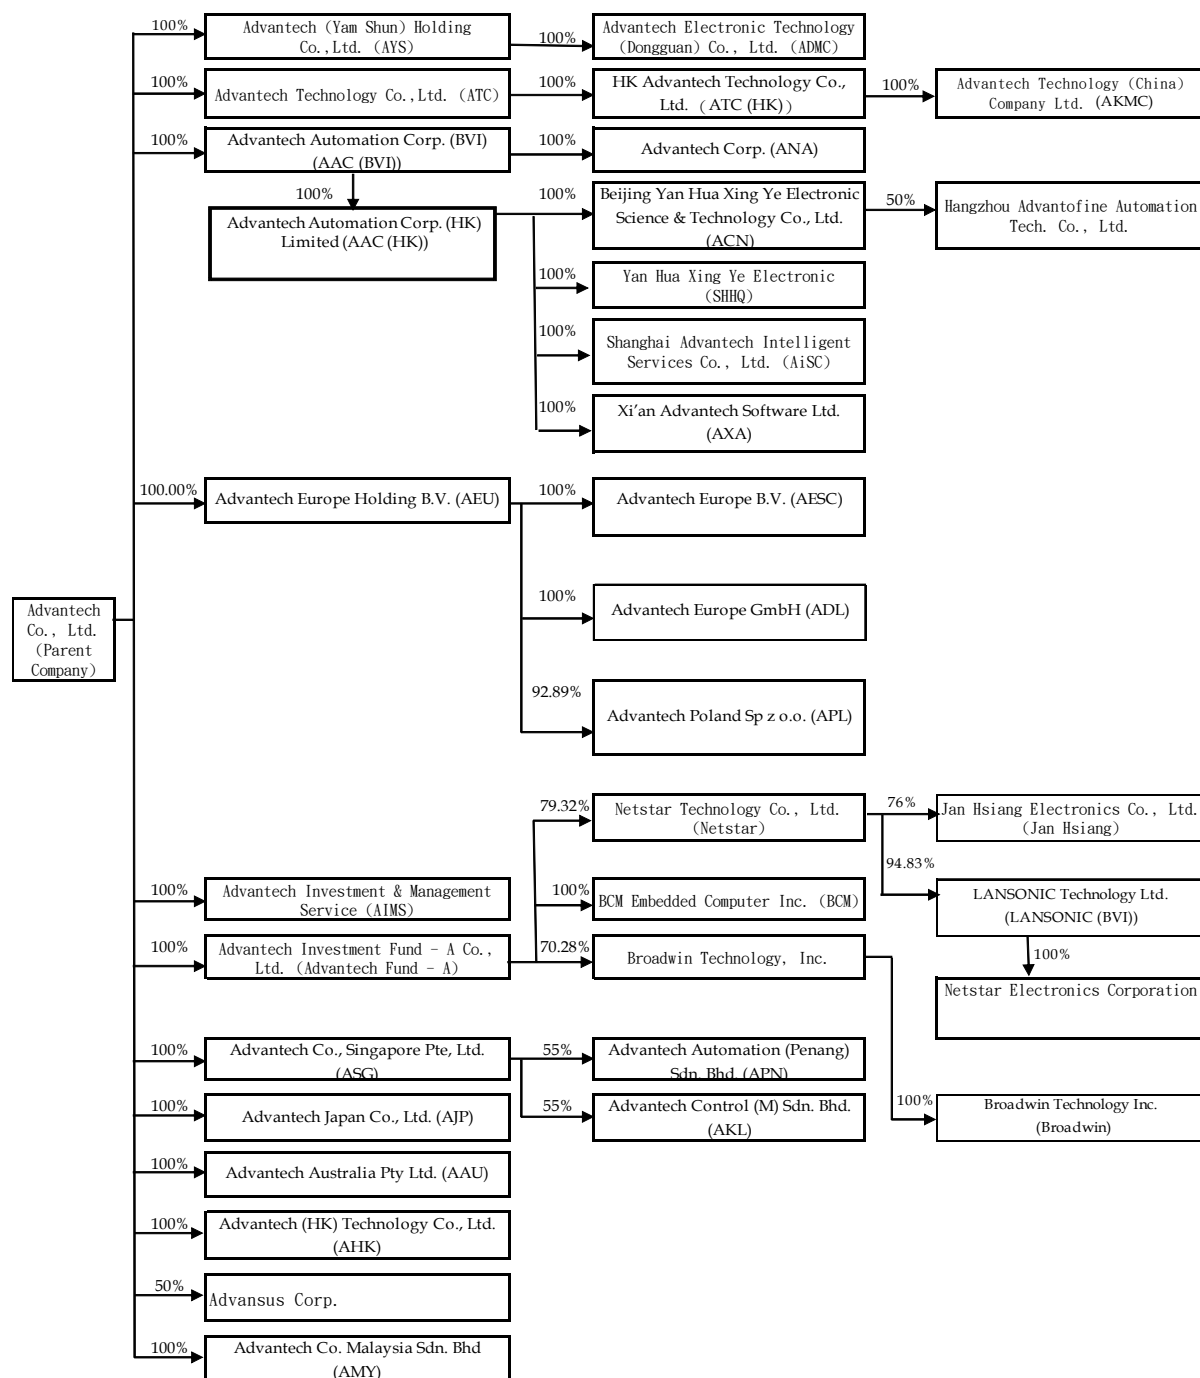 100%
Advantech (Yam Shun) Holding
Co.,Ltd. (AYS)
100%
Advantech Electronic Technology
(Dongguan) Co., Ltd. (ADMC)
100%
Advantech Technology Co.,Ltd. (ATC)
100%
HK Advantech Technology Co.,
Ltd. (ATC (HK))
100%
Advantech Technology (China)
Company Ltd. (AKMC)
100%
Advantech Automation Corp. (BVI)
(AAC (BVI))
100%
Advantech Corp. (ANA)
100%
Advantech Automation Corp. (HK)
Limited (AAC (HK))
100%
Beijing Yan Hua Xing Ye Electronic
Science & Technology Co., Ltd.
(ACN)
50%
Hangzhou Advantofine Automation
Tech. Co., Ltd.
100%
Yan Hua Xing Ye Electronic
(SHHQ)
100%
Shanghai Advantech Intelligent
Services Co., Ltd. (AiSC)
100%
Xi’an Advantech Software Ltd.
(AXA)
100.00%
Advantech Europe Holding B.V. (AEU)
100%
Advantech Europe B.V. (AESC)
100%
Advantech Europe GmbH (ADL)
Advantech
Co., Ltd.
(Parent
Company)
92.89%
Advantech Poland Sp z o.o. (APL)
79.32%
Netstar Technology Co., Ltd.
(Netstar)
76%
Jan Hsiang Electronics Co., Ltd.
(Jan Hsiang)
94.83%
LANSONIC Technology Ltd.
(LANSONIC (BVI))
100%
Advantech Investment & Management
Service (AIMS)
100%
BCM Embedded Computer Inc. (BCM)
100%
Advantech Investment Fund - A Co.,
Ltd. (Advantech Fund - A)
70.28%
Broadwin Technology, Inc.
100%
Netstar Electronics Corporation
100%
Advantech Co., Singapore Pte, Ltd.
(ASG)
55%
Advantech Automation (Penang)
Sdn. Bhd. (APN)
100%
Advantech Japan Co., Ltd. (AJP)
55%
Advantech Control (M) Sdn. Bhd.
(AKL)
100%
Broadwin Technology Inc.
(Broadwin)
100%
Advantech Australia Pty Ltd. (AAU)
100%
Advantech (HK) Technology Co., Ltd.
(AHK)
50%
Advansus Corp.
100%
Advantech Co. Malaysia Sdn. Bhd
(AMY)